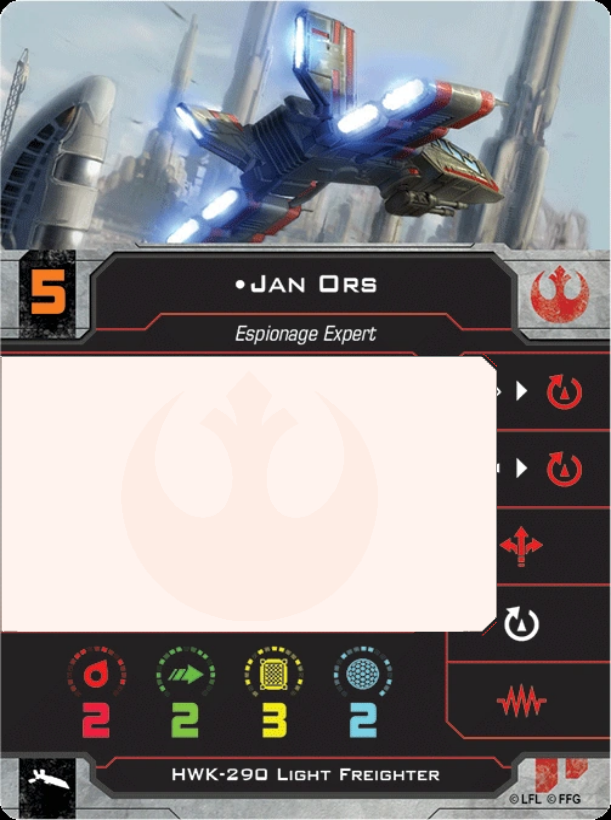 5
•Jan Ors
Espionage Expert
2 2 3 2
HWK-290 Light Freighter
©LFL ©FFG